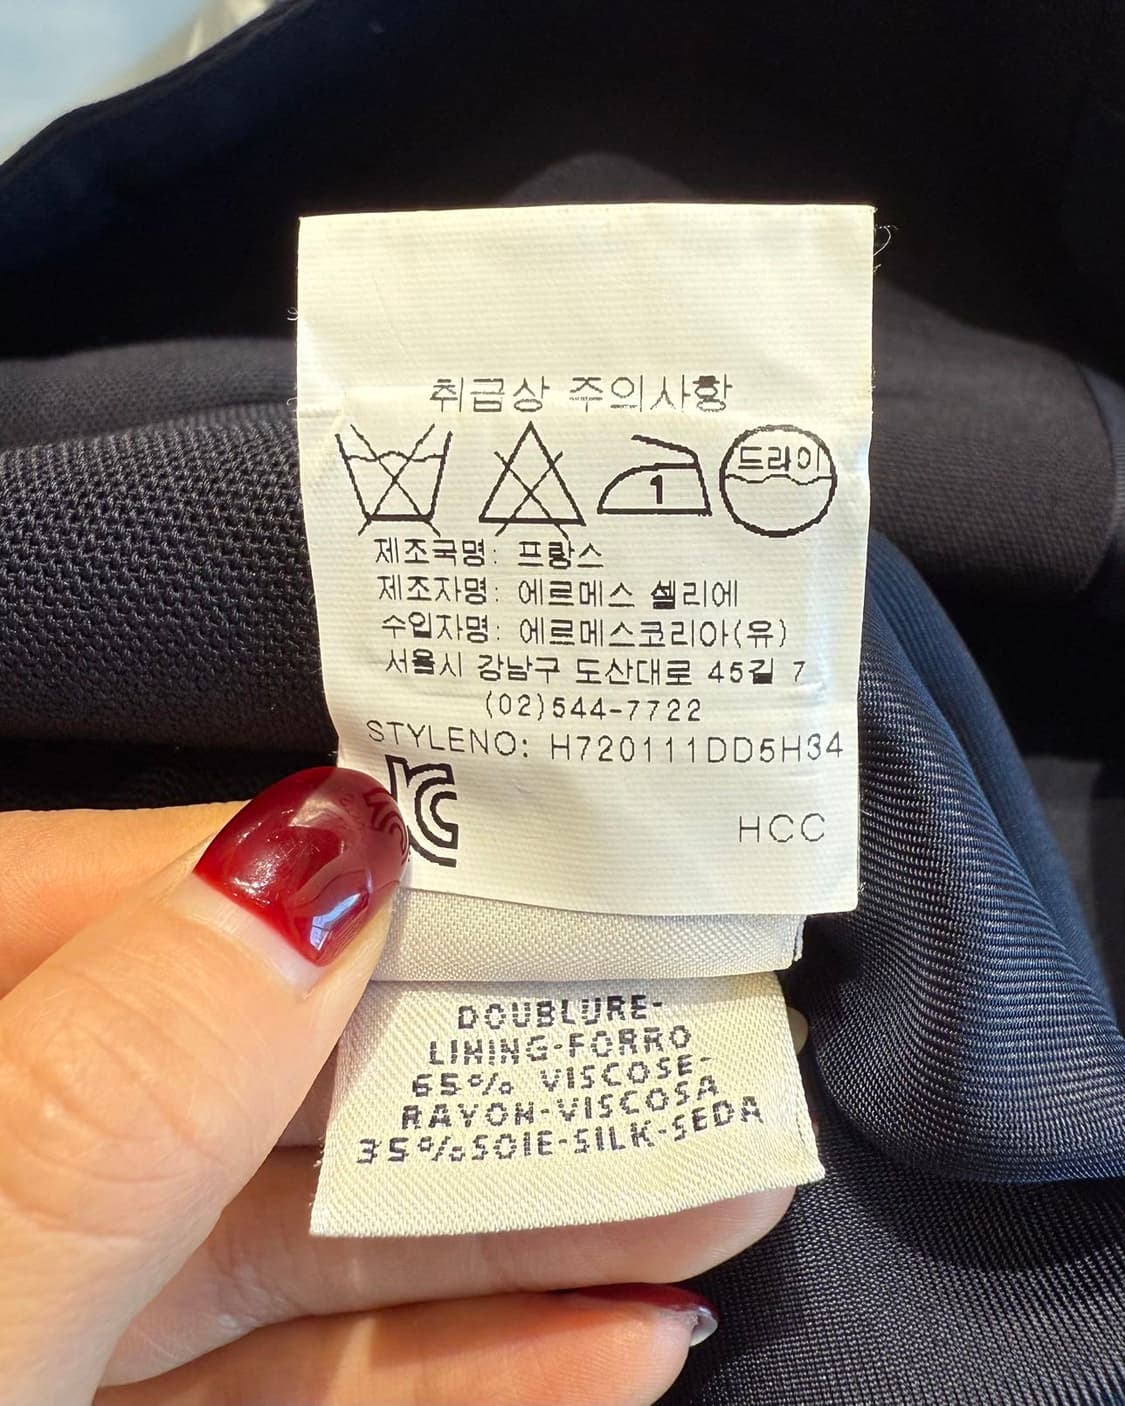 취급상 주의사항
드라이
1
제조국명: 프랑스
제조자명: 에르메스 셀리에
수입자명: 에르메스코리아(유)
서울시 강남구 도산대로 45길 7
(02)544-7722
STYLENO: H720111DD5H34
HCC
DOUBLURE-
LINING-FORRO
65% VISCOSE-
RAYON-VISCOSA
35%SOIE-SILK-SEDA